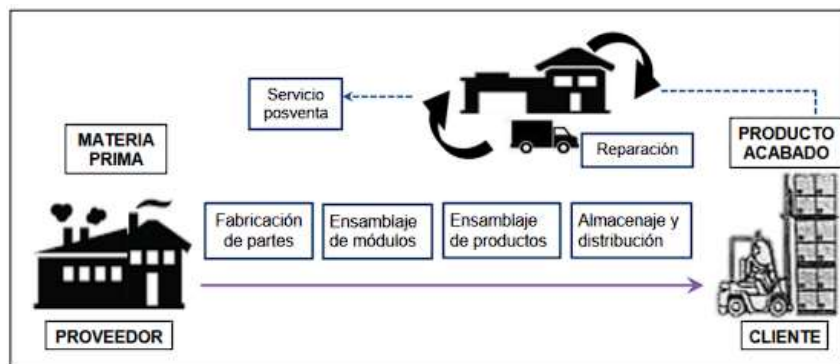 Servicio
posventa
Reparación
MATERIA
PRIMA
PRODUCTO
ACABADO
Fabricación
de partes
Ensamblaje
de módulos
Ensamblaje
de productos
Almacenaje y
distribución
PROVEEDOR
CLIENTE